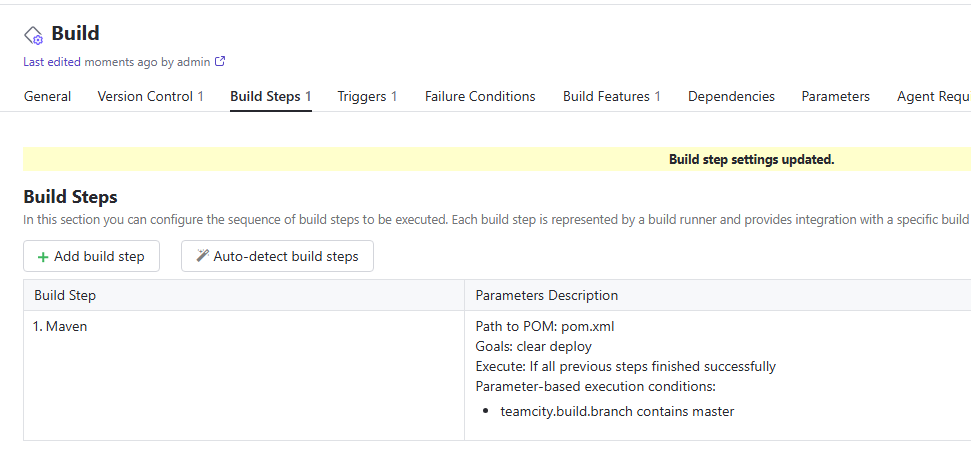 Build
Last edited moments ago by admin
General Version Control 1 Build Steps 1 Triggers 1 Failure Conditions Build Features 1 Dependencies Parameters Agent Requ
Build step settings updated.
Build Steps
In this section you can configure the sequence of build steps to be executed. Each build step is represented by a build runner and provides integration with a specific build
Add build step Auto-detect build steps
Build Step Parameters Description
1. Maven Path to POM: pom.xml
Goals: clear deploy
Execute: If all previous steps finished successfully
Parameter-based execution conditions:
• teamcity.build.branch contains master